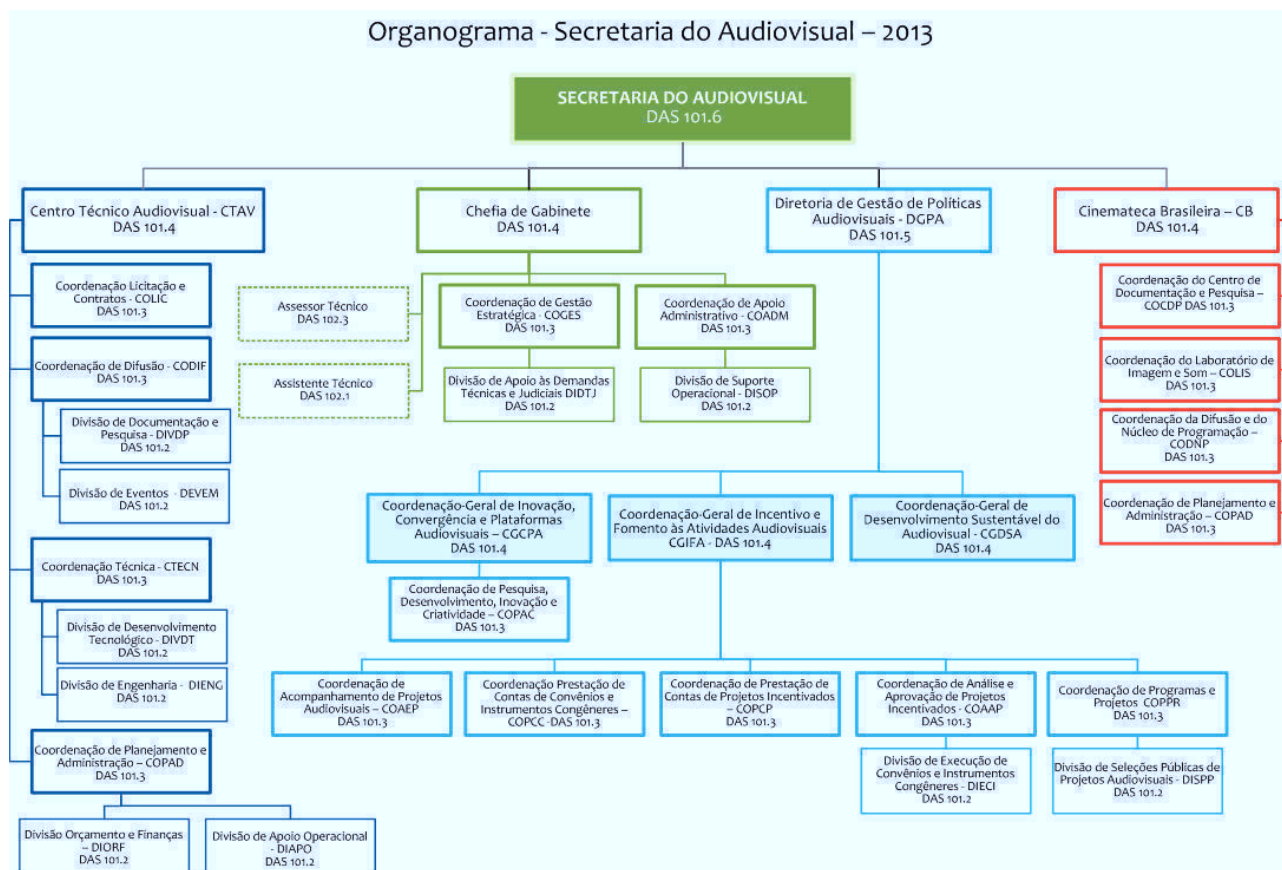 Organograma - Secretaria do Audiovisual – 2013
SECRETARIA DO AUDIOVISUAL
DAS 101.6
Centro Técnico Audiovisual - CTAV
DAS 101.4
Chefia de Gabinete
DAS 101.4
Diretoria de Gestão de Políticas
Audiovisuais - DGPA
DAS 101.5
Cinemateca Brasileira – CB
DAS 101.4
Coordenação Licitação e
Contratos - COLIC
DAS 101.3
Coordenação de Difusão - CODIF
DAS 101.3
Divisão de Documentação e
Pesquisa - DIVDP
DAS 101.2
Divisão de Eventos - DEVEM
DAS 101.2
Coordenação Técnica - CTECN
DAS 101.3
Divisão de Desenvolvimento
Tecnológico - DIVDT
DAS 101.2
Divisão de Engenharia - DIENG
DAS 101.2
Coordenação de Planejamento e
Administração – COPAD
DAS 101.3
Divisão Orçamento e Finanças
– DIORF
DAS 101.2
Divisão de Apoio Operacional
- DIAPO
DAS 101.2
Assessor Técnico
DAS 102.3
Assistente Técnico
DAS 102.1
Coordenação de Gestão
Estratégica - COGES
DAS 101.3
Divisão de Apoio às Demandas
Técnicas e Judiciais DIDTJ
DAS 101.2
Coordenação de Apoio
Administrativo - COADM
DAS 101.3
Divisão de Suporte
Operacional - DISOP
DAS 101.2
Coordenação-Geral de Inovação,
Convergência e Plataformas
Audiovisuais – CGCPA
DAS 101.4
Coordenação de Pesquisa,
Desenvolvimento, Inovação e
Criatividade – COPAC
DAS 101.3
Coordenação-Geral de Incentivo e
Fomento às Atividades Audiovisuais
CGIFA - DAS 101.4
Coordenação-Geral de
Desenvolvimento Sustentável do
Audiovisual - CGDSA
DAS 101.4
Coordenação de
Acompanhamento de Projetos
Audiovisuais – COAEP
DAS 101.3
Coordenação Prestação de
Contas de Convênios e
Instrumentos Congêneres –
COPCC -DAS 101.3
Coordenação de Prestação de
Contas de Projetos Incentivados
– COPCP
DAS 101.3
Coordenação de Análise e
Aprovação de Projetos
Incentivados - COAAP
DAS 101.3
Divisão de Execução de
Convênios e Instrumentos
Congêneres - DIECI
DAS 101.2
Coordenação de Programas e
Projetos COPPR
DAS 101.3
Divisão de Seleções Públicas de
Projetos Audiovisuais - DISPP
DAS 101.2
Coordenação do Centro de
Documentação e Pesquisa –
COCDP DAS 101.3
Coordenação do Laboratório de
Imagem e Som – COLIS
DAS 101.3
Coordenação da Difusão e do
Núcleo de Programação –
CODNP
DAS 101.3
Coordenação de Planejamento e
Administração – COPAD
DAS 101.3